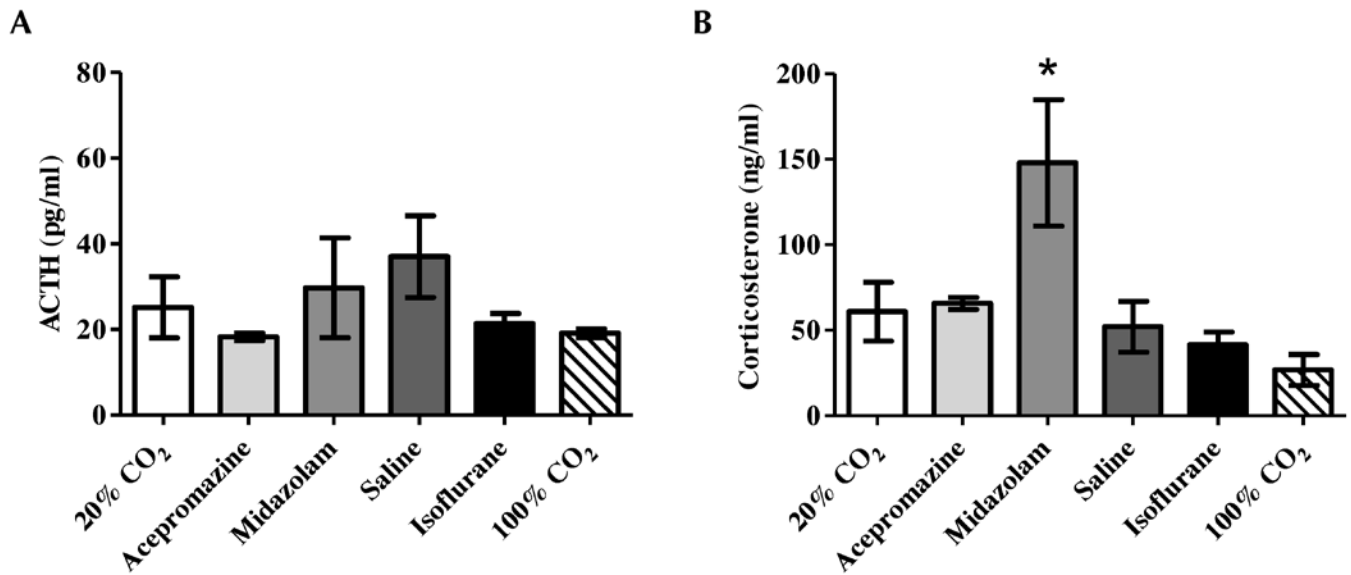 A
ACTH (pg/ml)
80
60
40
20
0
20% CO₂
Acepromazine
Midazolam
Saline
Isoflurane
100% CO₂
B
Corticosterone (ng/ml)
200
150
100
50
0
*
20% CO₂
Acepromazine
Midazolam
Saline
Isoflurane
100% CO₂